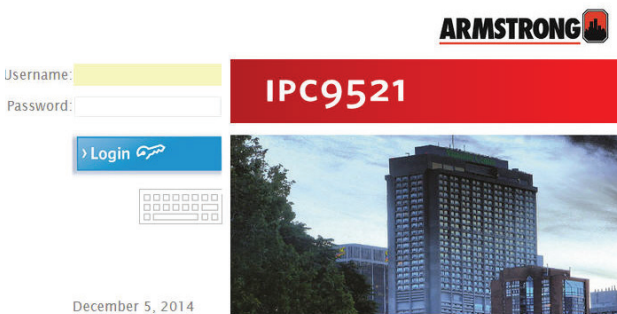 ARMSTRONG
Username:
Password:
IPC9521
› Login
December 5, 2014